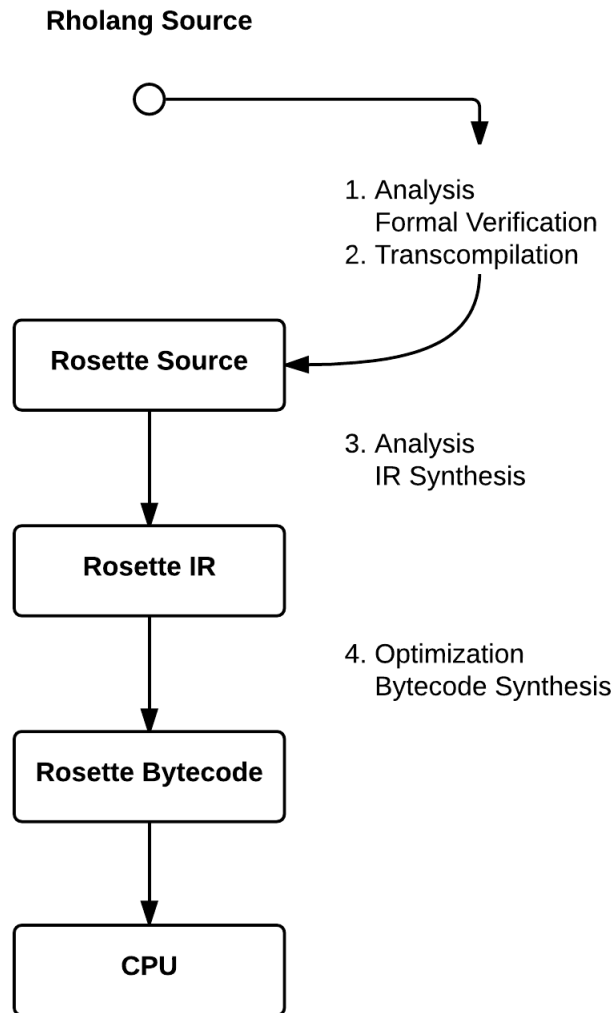 Rholang Source
1. Analysis
Formal Verification
2. Transcompilation
Rosette Source
3. Analysis
IR Synthesis
Rosette IR
4. Optimization
Bytecode Synthesis
Rosette Bytecode
CPU